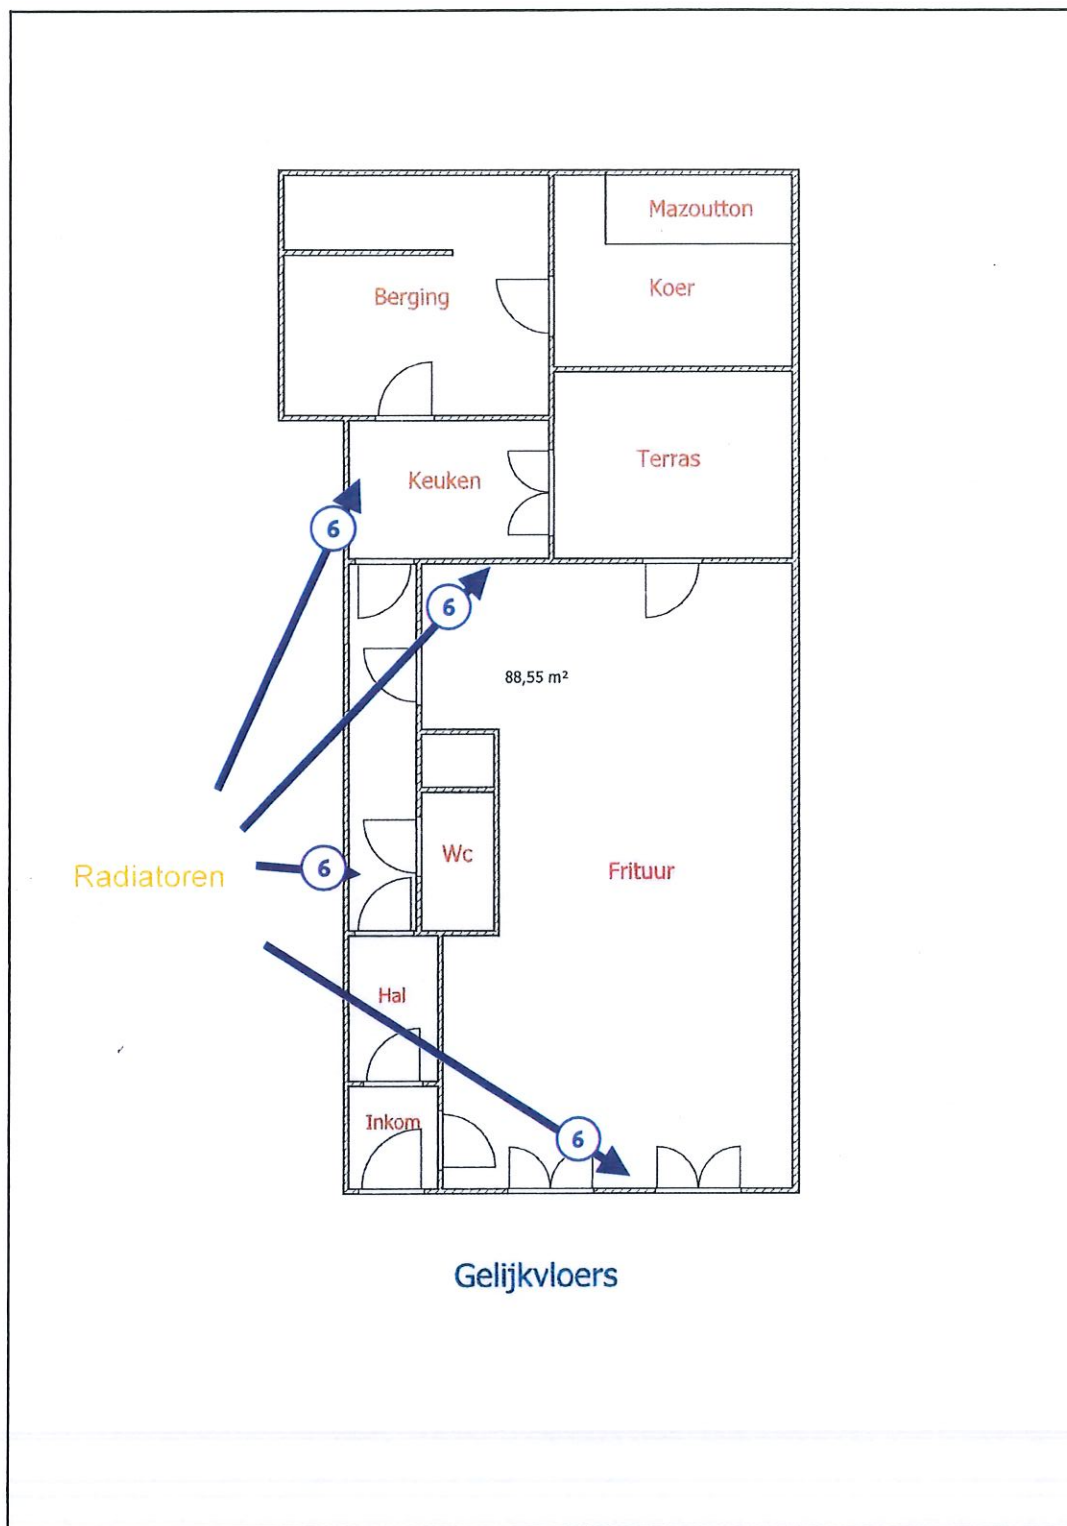 Mazoutton
Koer
Berging
Terras
Keuken
6
6
88,55 m²
Wc
Frituur
6
Radiatoren
Hal
Inkom
6
Gelijkvloers